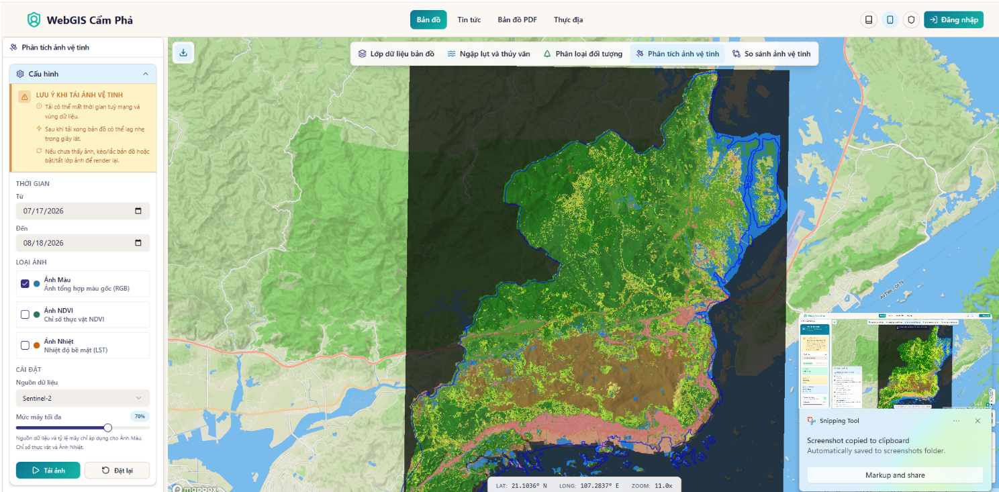 WebGIS Cẩm Phả
Bản đồ
Tin tức
Bản đồ PDF
Thực địa
Đăng nhập
Phân tích ảnh vệ tinh
Cấu hình
LƯU Ý KHI TẢI ẢNH VỆ TINH
Tải có thể mất thời gian tuỳ mạng và
vùng dữ liệu.
Sau khi tải xong bản đồ có thể lag nhẹ
trong giây lát.
Nếu chưa thấy ảnh, kéo/lắc bản đồ hoặc
bật/tắt lớp ảnh để render lại.
THỜI GIAN
Từ
07/17/2026
Đến
08/18/2026
LOẠI ẢNH
Ảnh Màu
Ảnh tổng hợp màu gốc (RGB)
Ảnh NDVI
Chỉ số thực vật NDVI
Ảnh Nhiệt
Nhiệt độ bề mặt (LST)
CÀI ĐẶT
Nguồn dữ liệu
Sentinel-2
Mức mây tối đa
70%
Nguồn dữ liệu và tỷ lệ mây chỉ áp dụng cho Ảnh Màu.
Chỉ số thực vật và Ảnh Nhiệt.
Tải ảnh
Đặt lại
Lớp dữ liệu bản đồ
Ngập lụt và thủy văn
Phân loại đối tượng
Phân tích ảnh vệ tinh
So sánh ảnh vệ tinh
mapbox
LAT: 21.1036° N
LONG: 107.2837° E
ZOOM: 11.0x
Snipping Tool
Screenshot copied to clipboard
Automatically saved to screenshots folder.
Markup and share